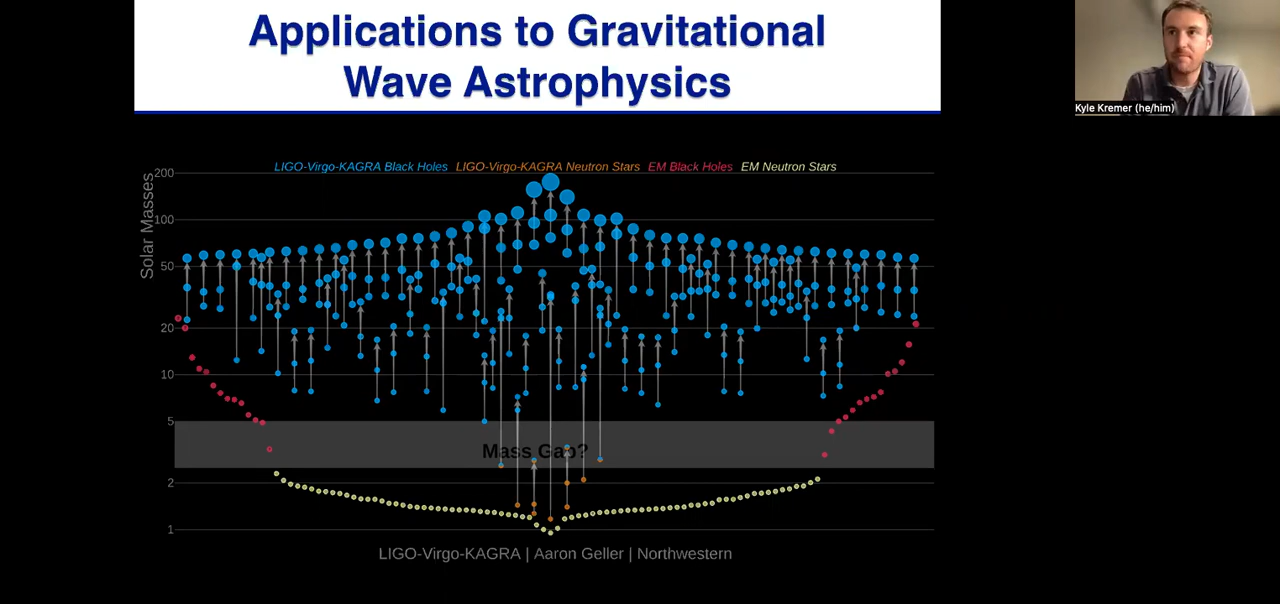 Applications to Gravitational
Wave Astrophysics
Kyle Kremer (he/him)
LIGO-Virgo-KAGRA Black Holes LIGO-Virgo-KAGRA Neutron Stars EM Black Holes EM Neutron Stars
Solar Masses
200
100
50
20
10
5
Mass Gap?
2
1
LIGO-Virgo-KAGRA | Aaron Geller | Northwestern